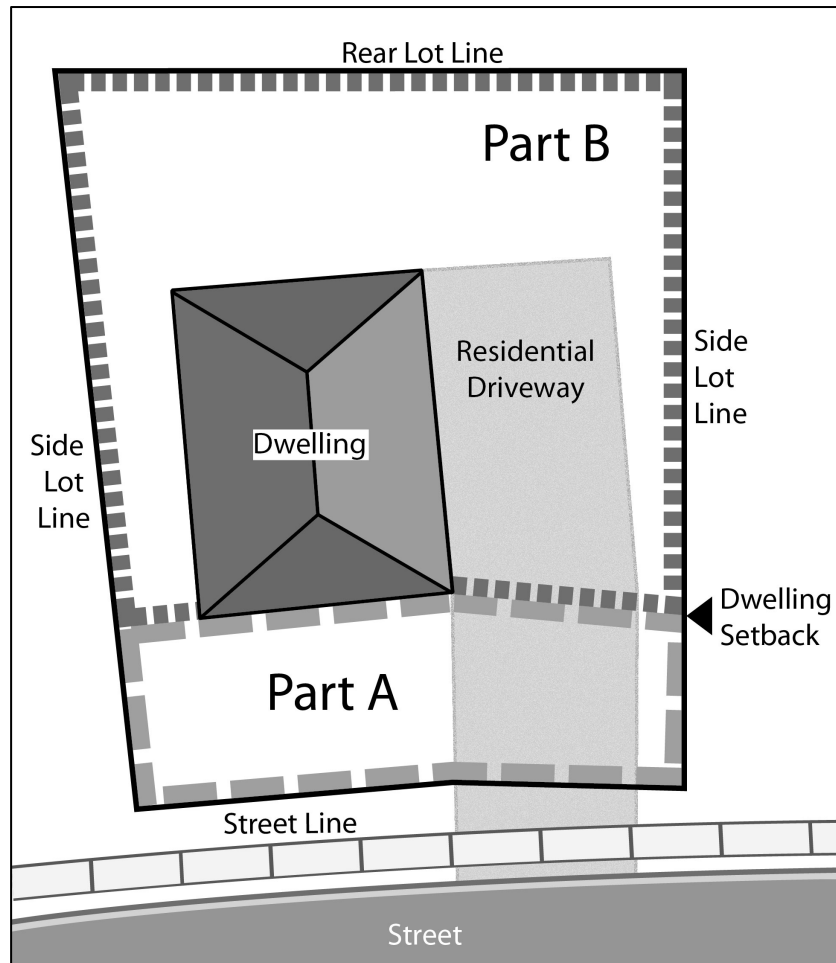 Rear Lot Line
Part B
Residential
Driveway
Side
Lot
Line
Dwelling
Side
Lot
Line
Dwelling
Setback
Part A
Street Line
Street